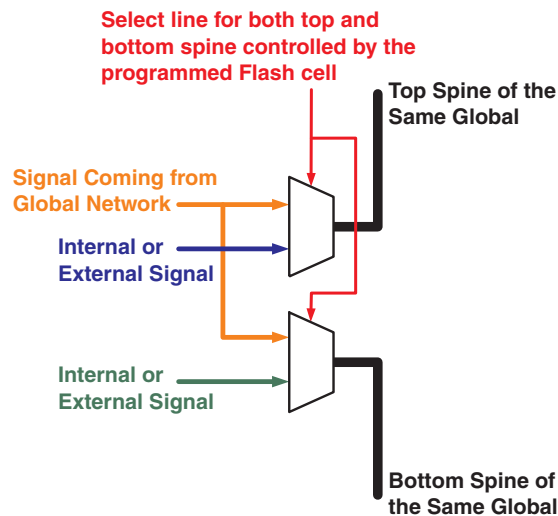 Select line for both top and
bottom spine controlled by the
programmed Flash cell
Top Spine of the
Same Global
Signal Coming from
Global Network
Internal or
External Signal
Internal or
External Signal
Bottom Spine of
the Same Global